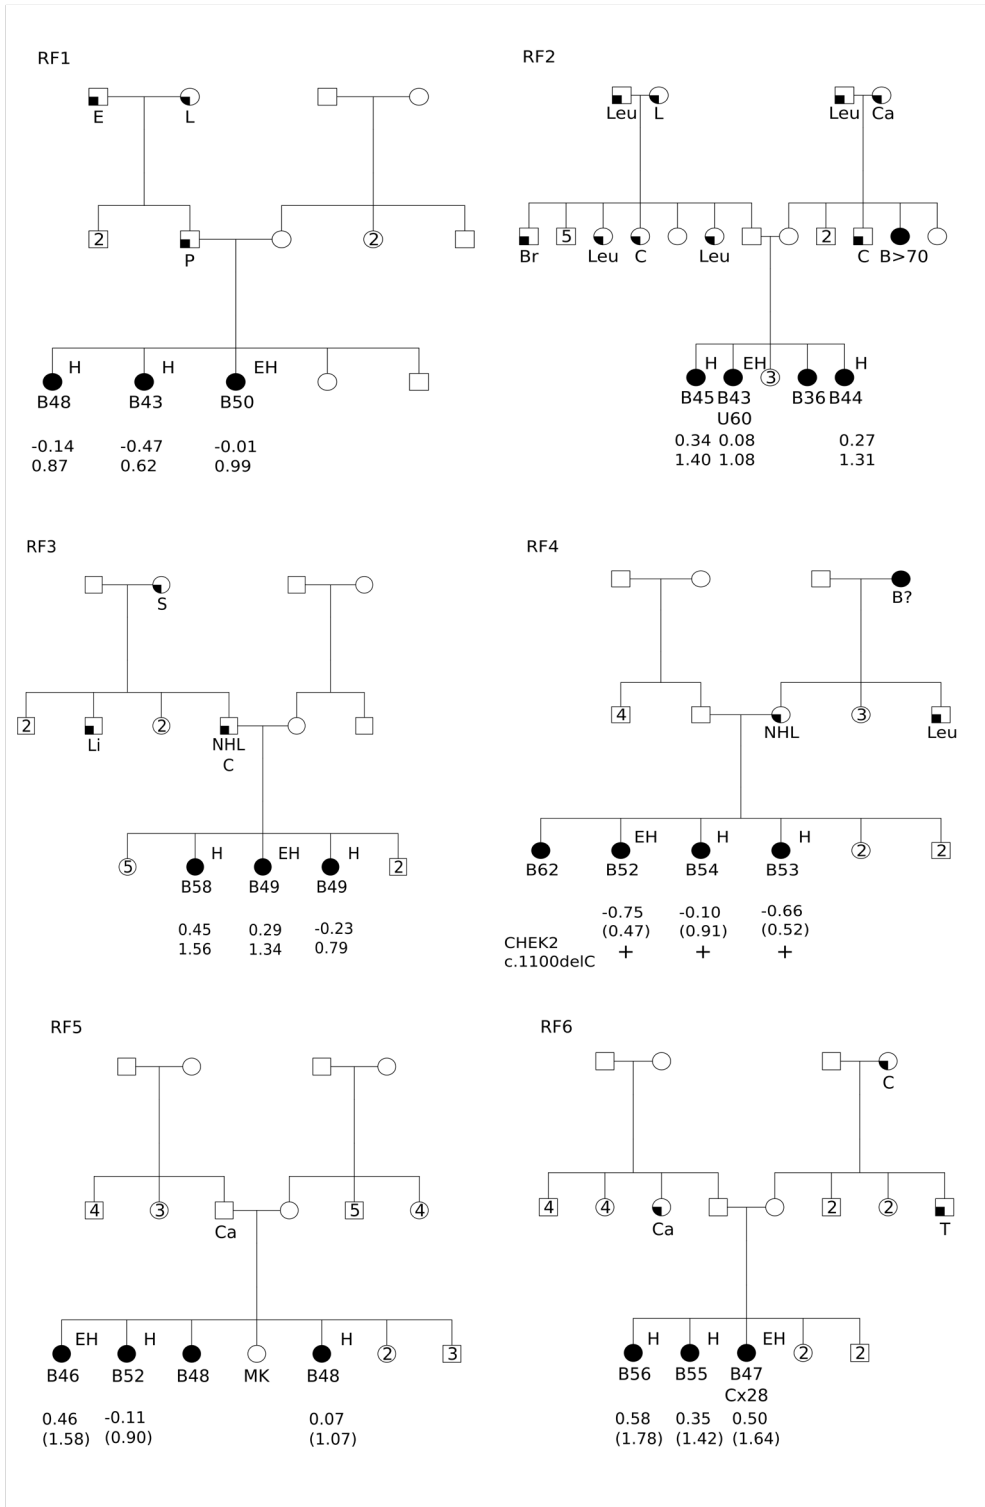 RF1
E L
2 P 2
H H EH
B48 B43 B50
-0.14 -0.47 -0.01
0.87 0.62 0.99
RF2
Leu L Leu Ca
5 2
Br Leu C Leu C B>70
H EH 3 H
B45 B43 B36 B44
U60
0.34 0.08 0.27
1.40 1.08 1.31
RF3
S
2 2
Li NHL
C
5 H EH H 2
B58 B49 B49
0.45 0.29 -0.23
1.56 1.34 0.79
RF4
B?
4 3
NHL Leu
EH H H 2 2
B62 B52 B54 B53
-0.75 -0.10 -0.66
(0.47) (0.91) (0.52)
CHEK2
c.1100delC + + +
RF5
4 3 5 4
Ca
EH H H 2 3
B46 B52 B48 MK B48
0.46 -0.11 0.07
(1.58) (0.90) (1.07)
RF6
C
4 4 2 2
Ca T
H H EH 2 2
B56 B55 B47
Cx28
0.58 0.35 0.50
(1.78) (1.42) (1.64)